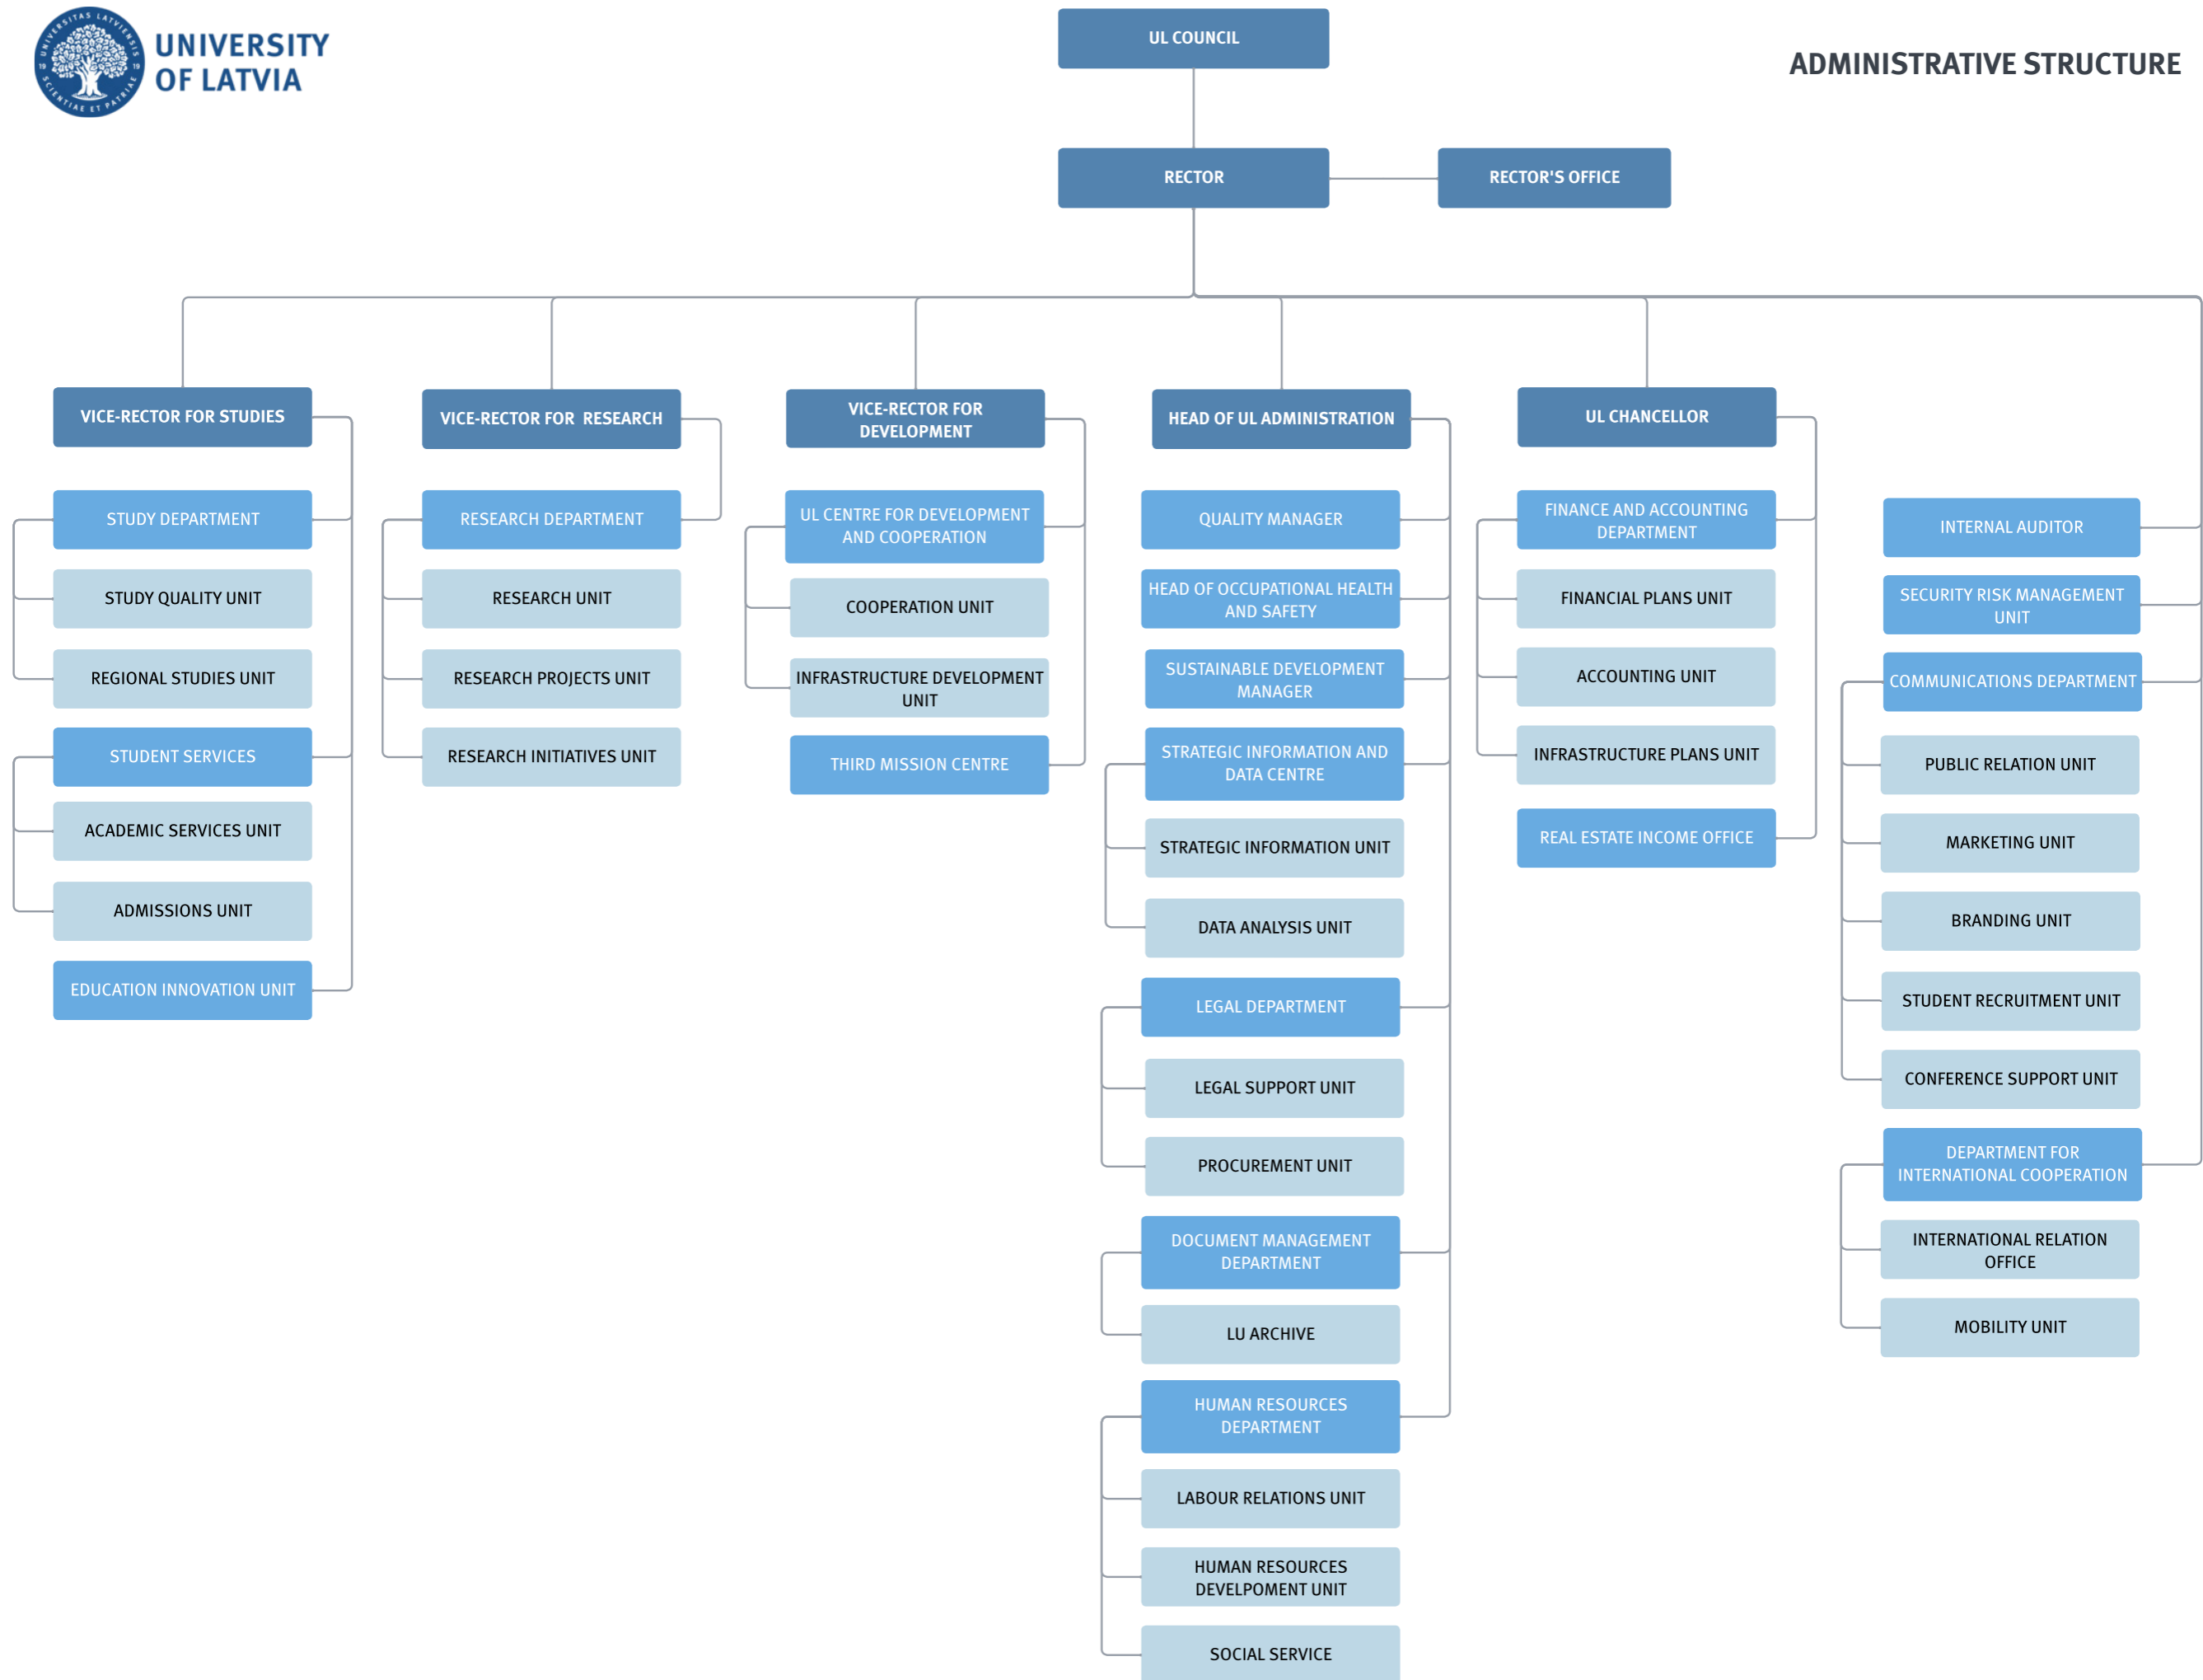 UNIVERSITAS LATVIENSIS
19 19
SCIENTIAE ET PATRIAE
UNIVERSITY
OF LATVIA
ADMINISTRATIVE STRUCTURE
UL COUNCIL
RECTOR
RECTOR'S OFFICE
VICE-RECTOR FOR STUDIES
STUDY DEPARTMENT
STUDY QUALITY UNIT
REGIONAL STUDIES UNIT
STUDENT SERVICES
ACADEMIC SERVICES UNIT
ADMISSIONS UNIT
EDUCATION INNOVATION UNIT
VICE-RECTOR FOR RESEARCH
RESEARCH DEPARTMENT
RESEARCH UNIT
RESEARCH PROJECTS UNIT
RESEARCH INITIATIVES UNIT
VICE-RECTOR FOR
DEVELOPMENT
UL CENTRE FOR DEVELOPMENT
AND COOPERATION
COOPERATION UNIT
INFRASTRUCTURE DEVELOPMENT
UNIT
THIRD MISSION CENTRE
HEAD OF UL ADMINISTRATION
QUALITY MANAGER
HEAD OF OCCUPATIONAL HEALTH
AND SAFETY
SUSTAINABLE DEVELOPMENT
MANAGER
STRATEGIC INFORMATION AND
DATA CENTRE
STRATEGIC INFORMATION UNIT
DATA ANALYSIS UNIT
LEGAL DEPARTMENT
LEGAL SUPPORT UNIT
PROCUREMENT UNIT
DOCUMENT MANAGEMENT
DEPARTMENT
LU ARCHIVE
HUMAN RESOURCES
DEPARTMENT
LABOUR RELATIONS UNIT
HUMAN RESOURCES
DEVELPOMENT UNIT
SOCIAL SERVICE
UL CHANCELLOR
FINANCE AND ACCOUNTING
DEPARTMENT
FINANCIAL PLANS UNIT
ACCOUNTING UNIT
INFRASTRUCTURE PLANS UNIT
REAL ESTATE INCOME OFFICE
INTERNAL AUDITOR
SECURITY RISK MANAGEMENT
UNIT
COMMUNICATIONS DEPARTMENT
PUBLIC RELATION UNIT
MARKETING UNIT
BRANDING UNIT
STUDENT RECRUITMENT UNIT
CONFERENCE SUPPORT UNIT
DEPARTMENT FOR
INTERNATIONAL COOPERATION
INTERNATIONAL RELATION
OFFICE
MOBILITY UNIT